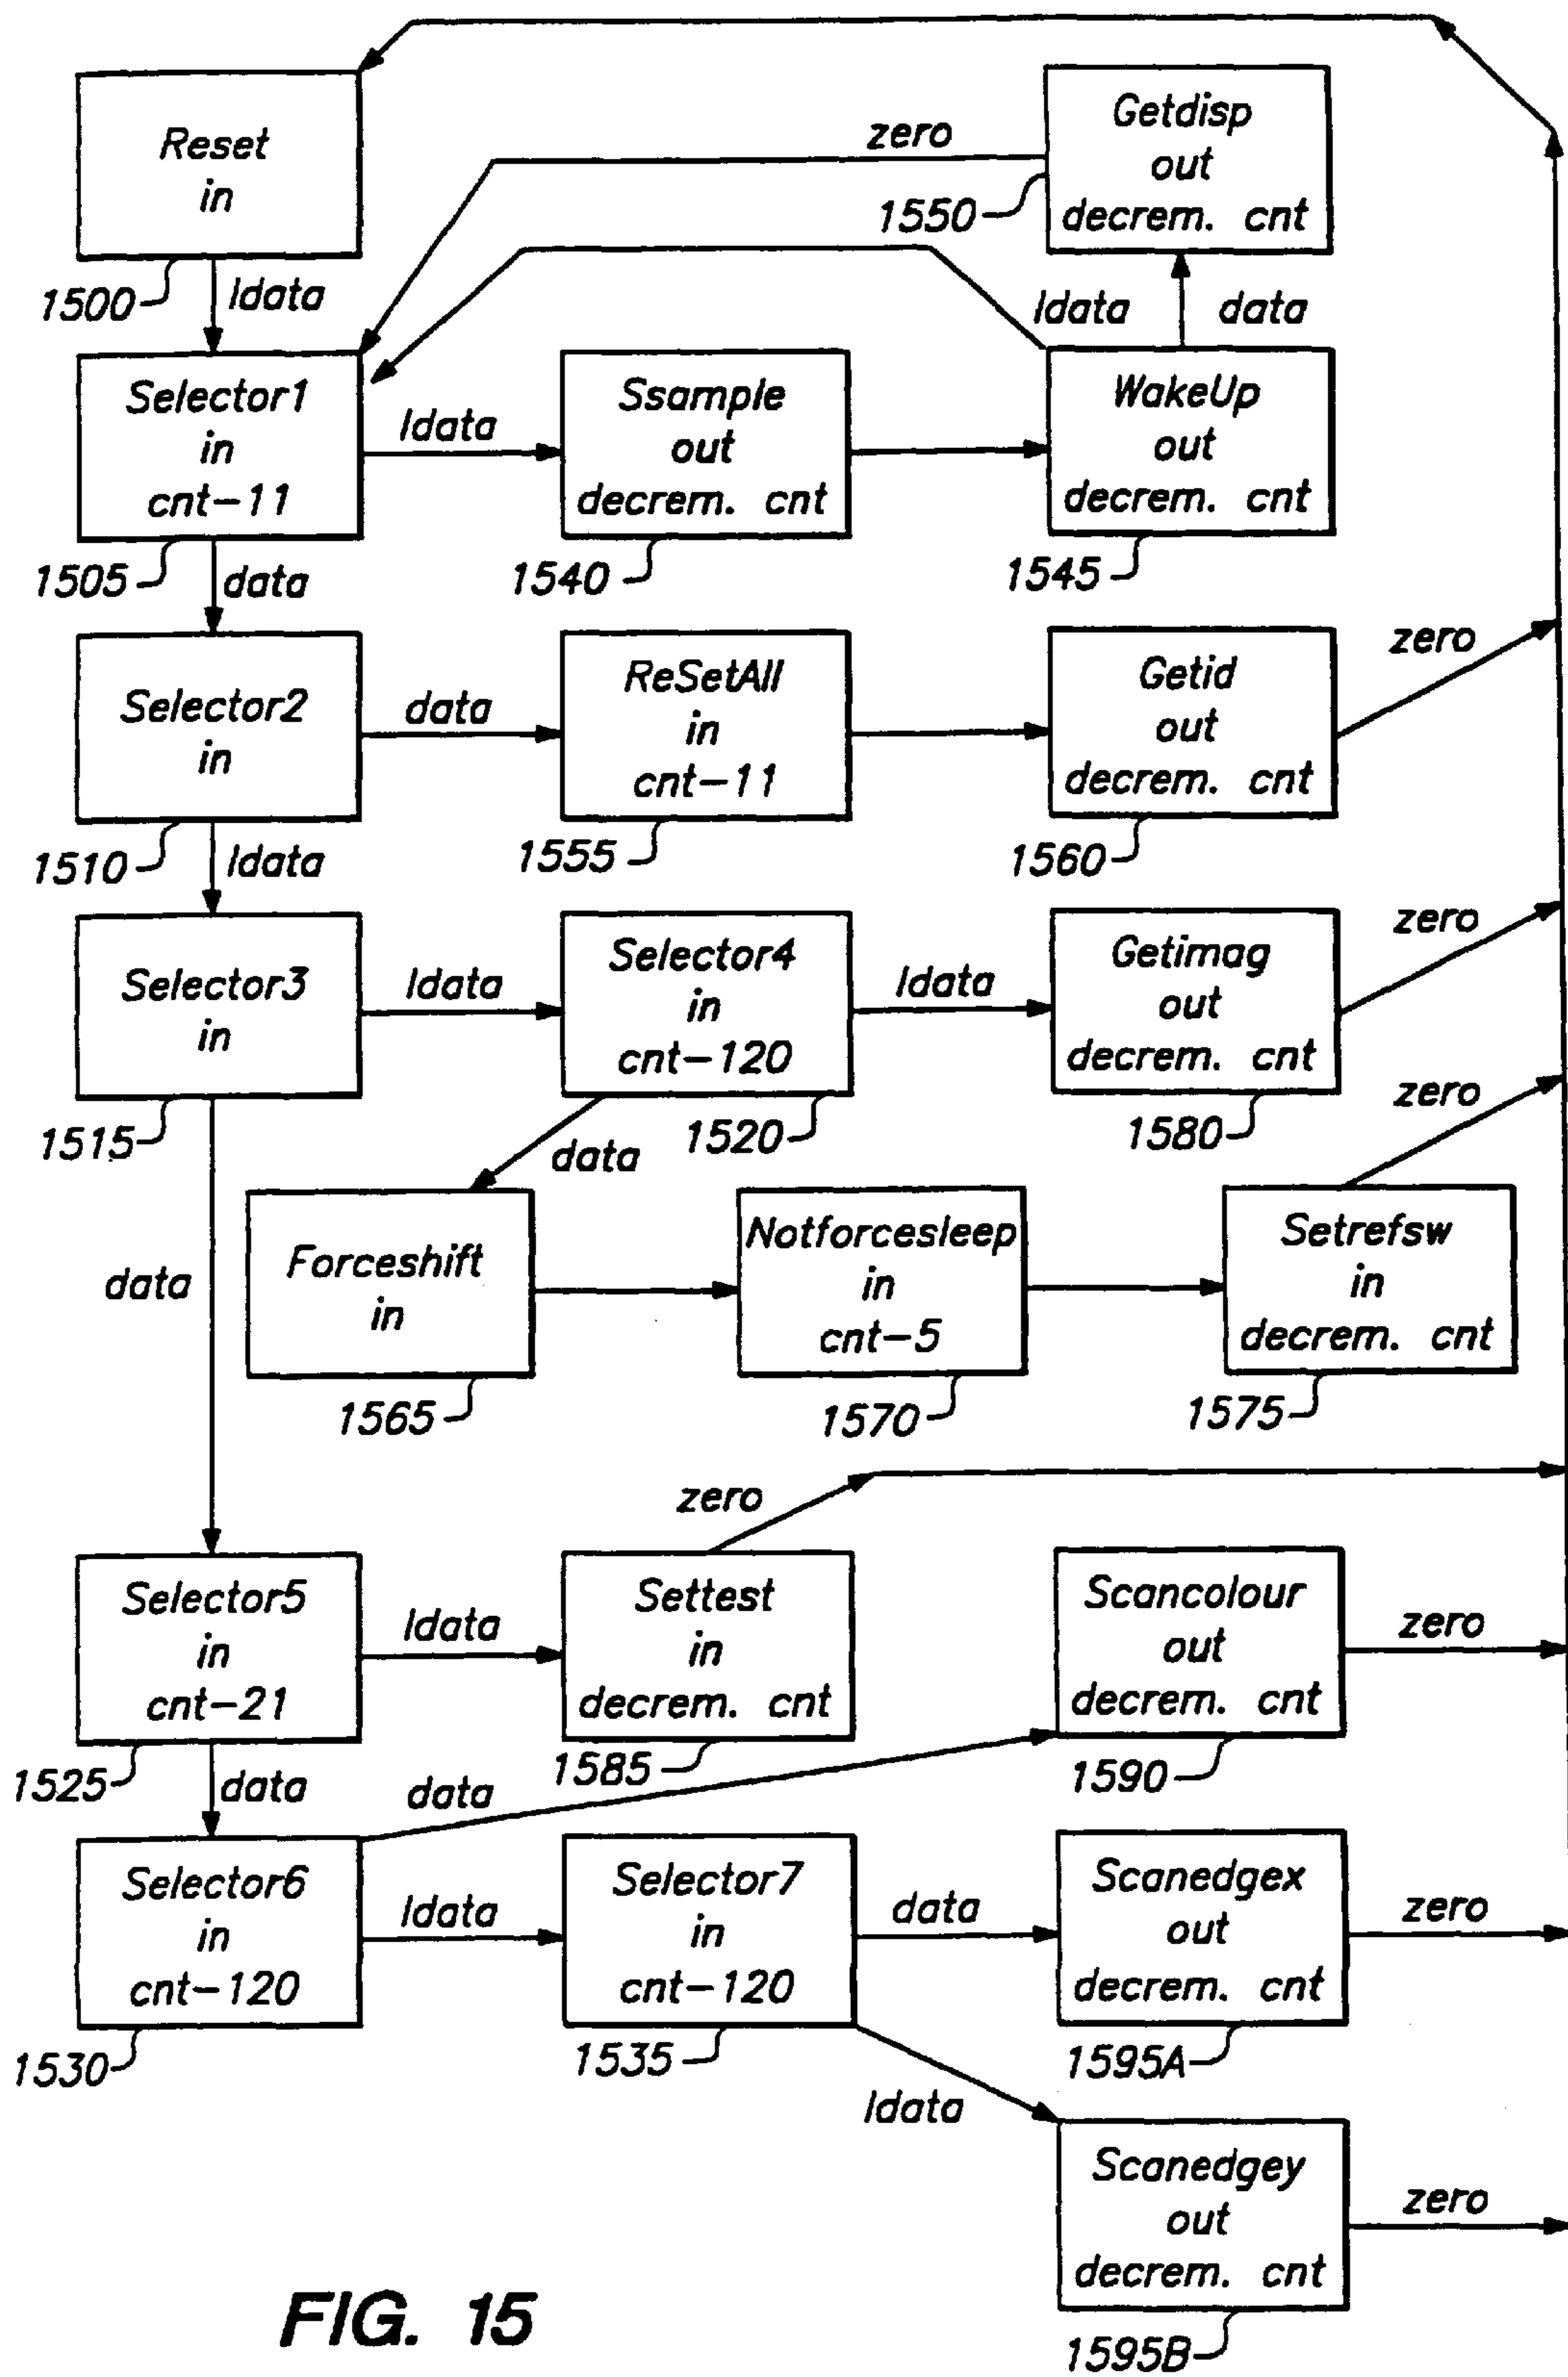 Reset
in
1500
ldata
Getdisp
out
decrem. cnt
1550
zero
ldata
data
Selector1
in
cnt-11
1505
ldata
Ssample
out
decrem. cnt
1540
WakeUp
out
decrem. cnt
1545
data
Selector2
in
1510
data
ReSetAll
in
cnt-11
1555
Getid
out
decrem. cnt
1560
zero
ldata
Selector3
in
1515
ldata
Selector4
in
cnt-120
1520
ldata
Getimag
out
decrem. cnt
1580
zero
data
data
Forceshift
in
1565
Notforcesleep
in
cnt-5
1570
Setrefsw
in
decrem. cnt
1575
zero
Selector5
in
cnt-21
1525
ldata
Settest
in
decrem. cnt
1585
zero
Scancolour
out
decrem. cnt
1590
zero
data
data
Selector6
in
cnt-120
1530
ldata
Selector7
in
cnt-120
1535
data
Scanedgex
out
decrem. cnt
1595A
zero
ldata
Scanedgey
out
decrem. cnt
1595B
zero
FIG. 15